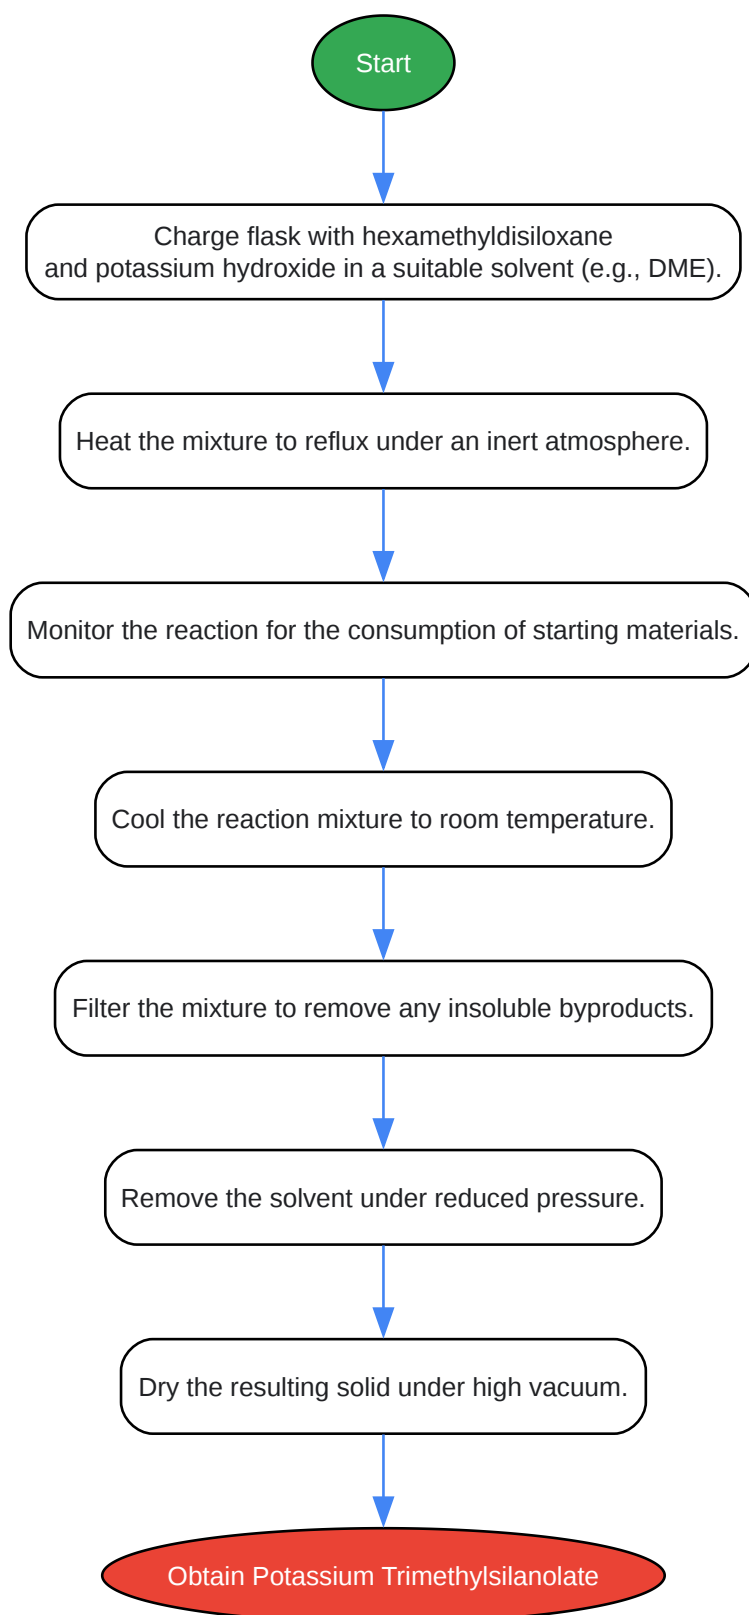 Start
Charge flask with hexamethyldisiloxane
and potassium hydroxide in a suitable solvent (e.g., DME).
Heat the mixture to reflux under an inert atmosphere.
Monitor the reaction for the consumption of starting materials.
Cool the reaction mixture to room temperature.
Filter the mixture to remove any insoluble byproducts.
Remove the solvent under reduced pressure.
Dry the resulting solid under high vacuum.
Obtain Potassium Trimethylsilanolate